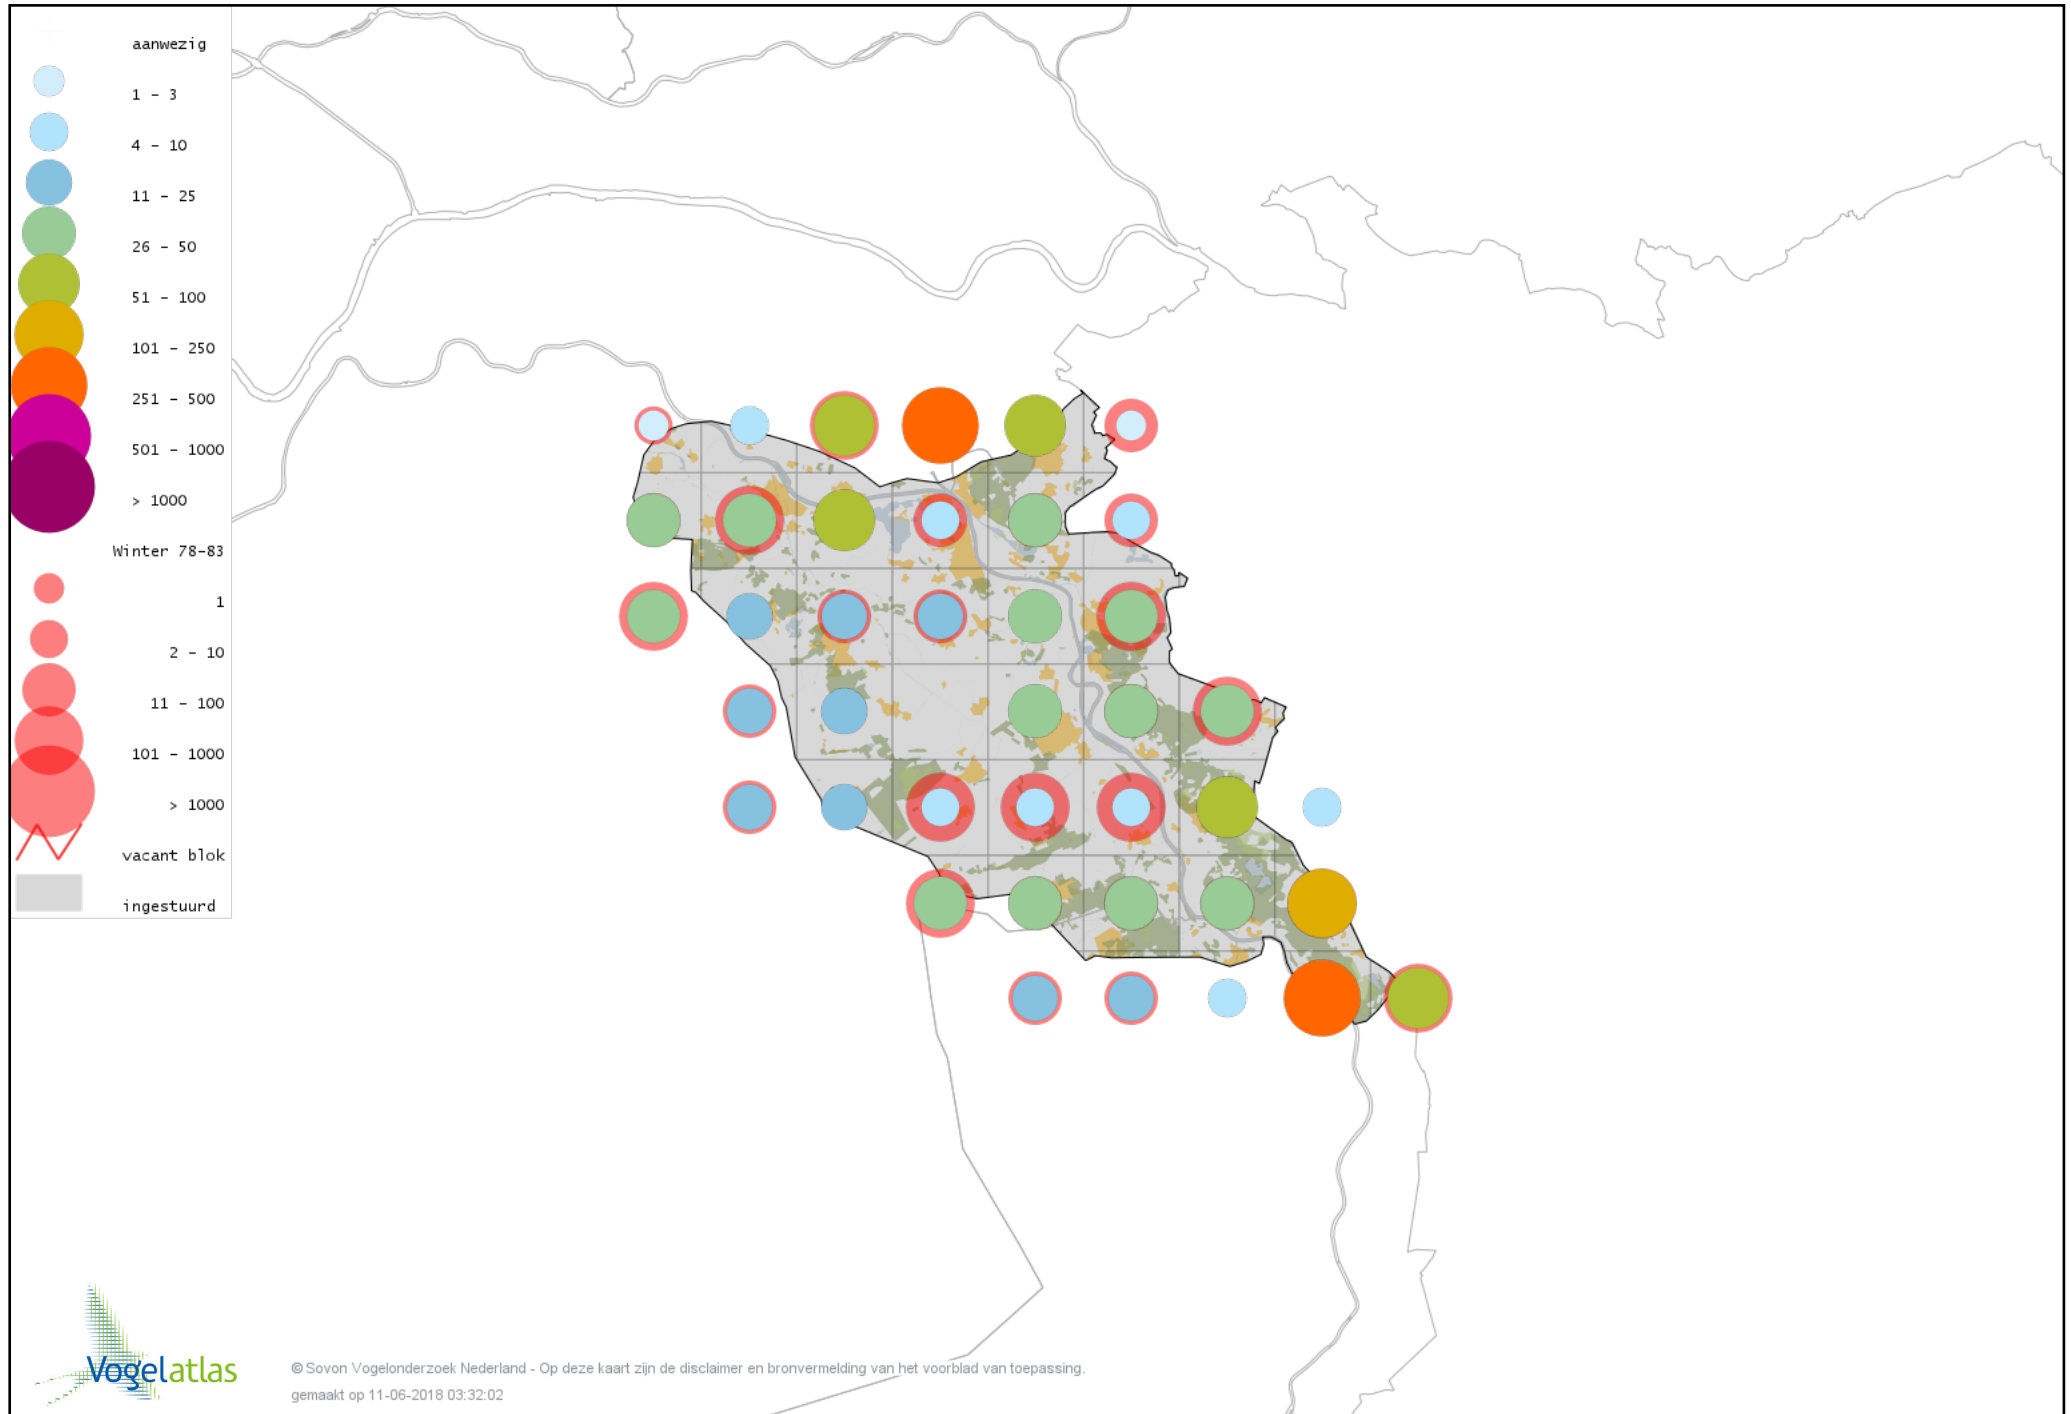 aanwezig
1 - 3
4 - 10
11 - 25
26 - 50
51 - 100
101 - 250
251 - 500
501 - 1000
> 1000
Winter 78-83
1
2 - 10
11 - 100
101 - 1000
> 1000
vacant blok
ingestuurd
Vogelatlas
© Sovon Vogelonderzoek Nederland - Op deze kaart zijn de disclaimer en bronvermelding van het voorblad van toepassing.
gemaakt op 11-06-2018 03:32:02